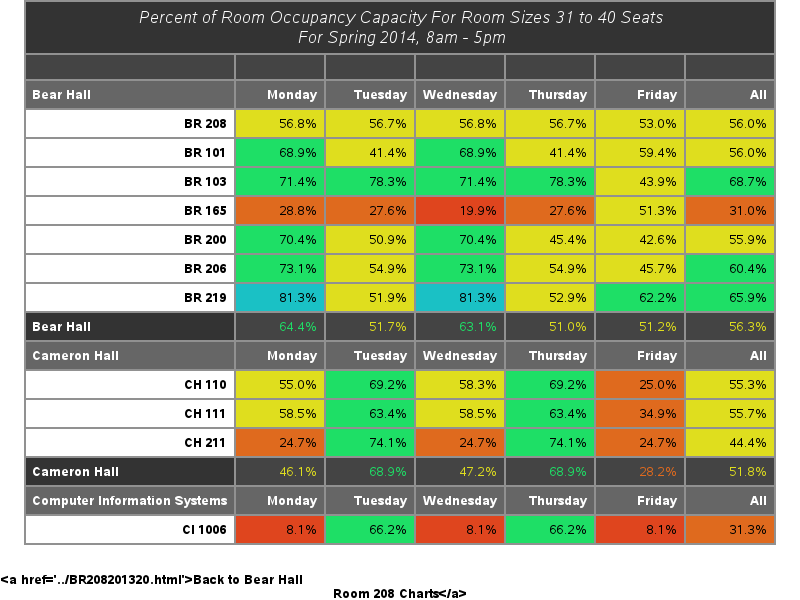 Percent of Room Occupancy Capacity For Room Sizes 31 to 40 Seats
For Spring 2014, 8am - 5pm
Bear Hall Monday Tuesday Wednesday Thursday Friday All
BR 208 56.8% 56.7% 56.8% 56.7% 53.0% 56.0%
BR 101 68.9% 41.4% 68.9% 41.4% 59.4% 56.0%
BR 103 71.4% 78.3% 71.4% 78.3% 43.9% 68.7%
BR 165 28.8% 27.6% 19.9% 27.6% 51.3% 31.0%
BR 200 70.4% 50.9% 70.4% 45.4% 42.6% 55.9%
BR 206 73.1% 54.9% 73.1% 54.9% 45.7% 60.4%
BR 219 81.3% 51.9% 81.3% 52.9% 62.2% 65.9%
Bear Hall 64.4% 51.7% 63.1% 51.0% 51.2% 56.3%
Cameron Hall Monday Tuesday Wednesday Thursday Friday All
CH 110 55.0% 69.2% 58.3% 69.2% 25.0% 55.3%
CH 111 58.5% 63.4% 58.5% 63.4% 34.9% 55.7%
CH 211 24.7% 74.1% 24.7% 74.1% 24.7% 44.4%
Cameron Hall 46.1% 68.9% 47.2% 68.9% 28.2% 51.8%
Computer Information Systems Monday Tuesday Wednesday Thursday Friday All
CI 1006 8.1% 66.2% 8.1% 66.2% 8.1% 31.3%
<a href='../BR208201320.html'>Back to Bear Hall
Room 208 Charts</a>